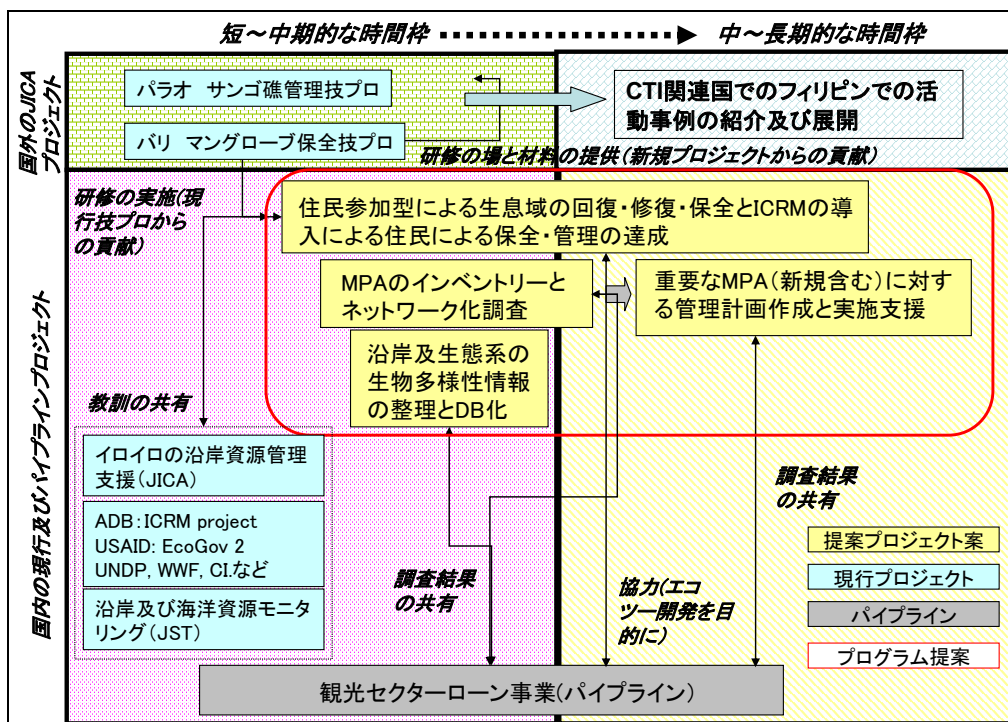 短～中期的な時間枠
中～長期的な時間枠
国外のJICA
プロジェクト
パラオ サンゴ礁管理技プロ
バリ マングローブ保全技プロ
CTI関連国でのフィリピンでの活
動事例の紹介及び展開
研修の場と材料の提供(新規プロジェクトからの貢献)
国内の現行及びパイプラインプロジェクト
研修の実施(現
行技プロから
の貢献)
住民参加型による生息域の回復・修復・保全とICRMの導
入による住民による保全・管理の達成
MPAのインベントリーと
ネットワーク化調査
重要なMPA(新規含む)に対す
る管理計画作成と実施支援
沿岸及生態系の
生物多様性情報
の整理とDB化
教訓の共有
イロイロの沿岸資源管理
支援(JICA)
ADB:ICRM project
USAID: EcoGov 2
UNDP, WWF, CI.など
沿岸及び海洋資源モニタ
リング(JST)
調査結果
の共有
協力(エコ
ツー開発を目
的に)
調査結果
の共有
提案プロジェクト案
現行プロジェクト
パイプライン
プログラム提案
観光セクターローン事業(パイプライン)